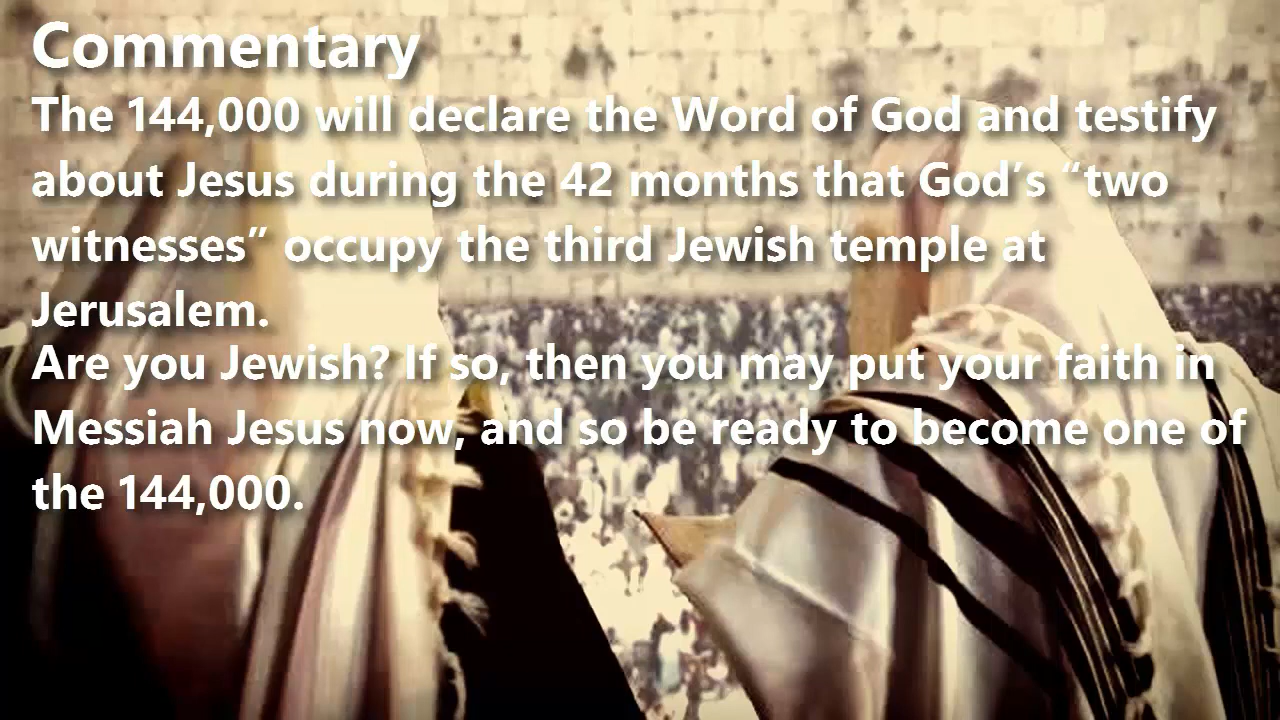 Commentary
The 144,000 will declare the Word of God and testify
about Jesus during the 42 months that God’s “two
witnesses” occupy the third Jewish temple at
Jerusalem.
Are you Jewish? If so, then you may put your faith in
Messiah Jesus now, and so be ready to become one of
the 144,000.